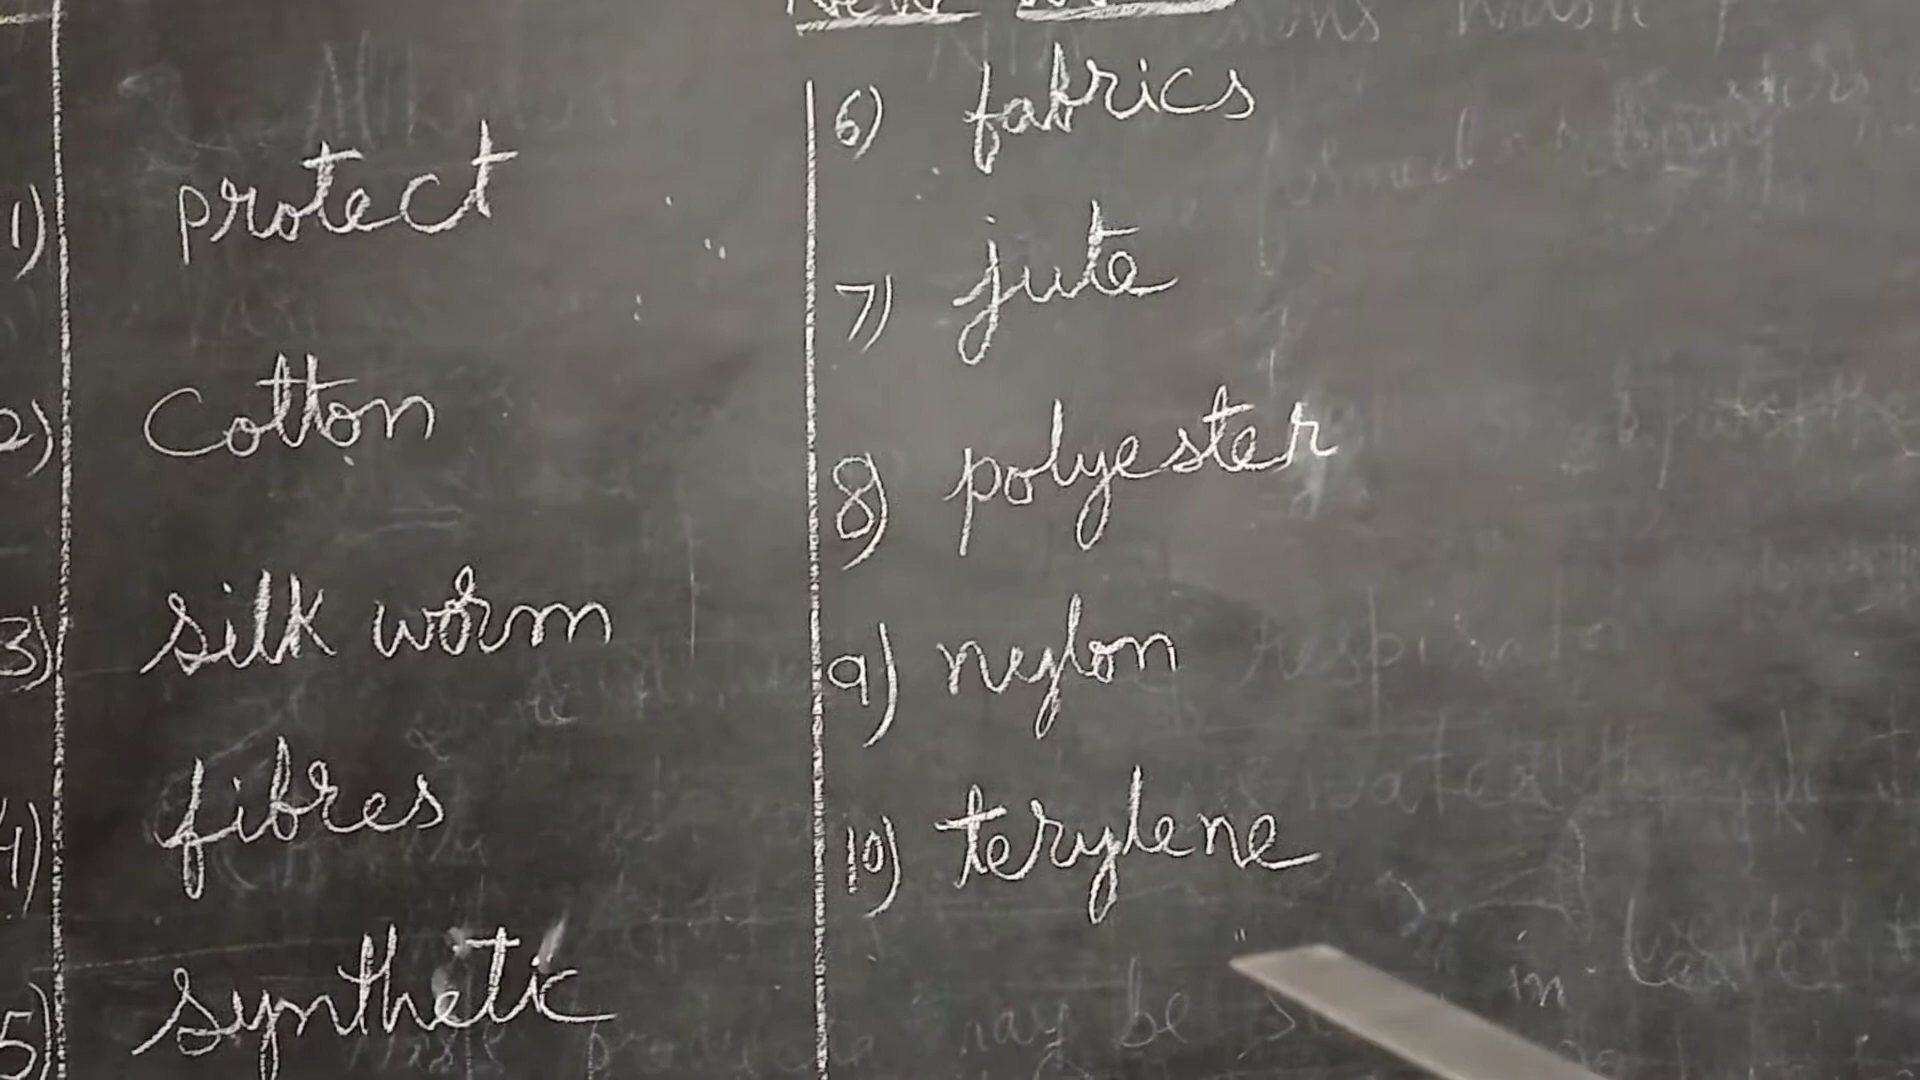 New
1) protect
2) Cotton
3) silk worm
4) fibres
5) synthetic
6) fabrics
7) jute
8) polyester
9) nylon
10) terylene